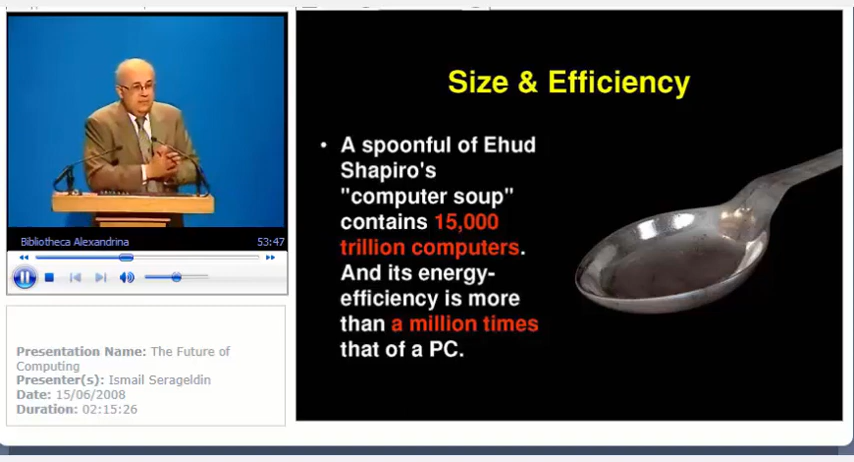 Size & Efficiency
• A spoonful of Ehud
Shapiro's
"computer soup"
contains 15,000
trillion computers.
And its energy-
efficiency is more
than a million times
that of a PC.
Bibliotheca Alexandrina 53:47
Presentation Name: The Future of
Computing
Presenter(s): Ismail Serageldin
Date: 15/06/2008
Duration: 02:15:26